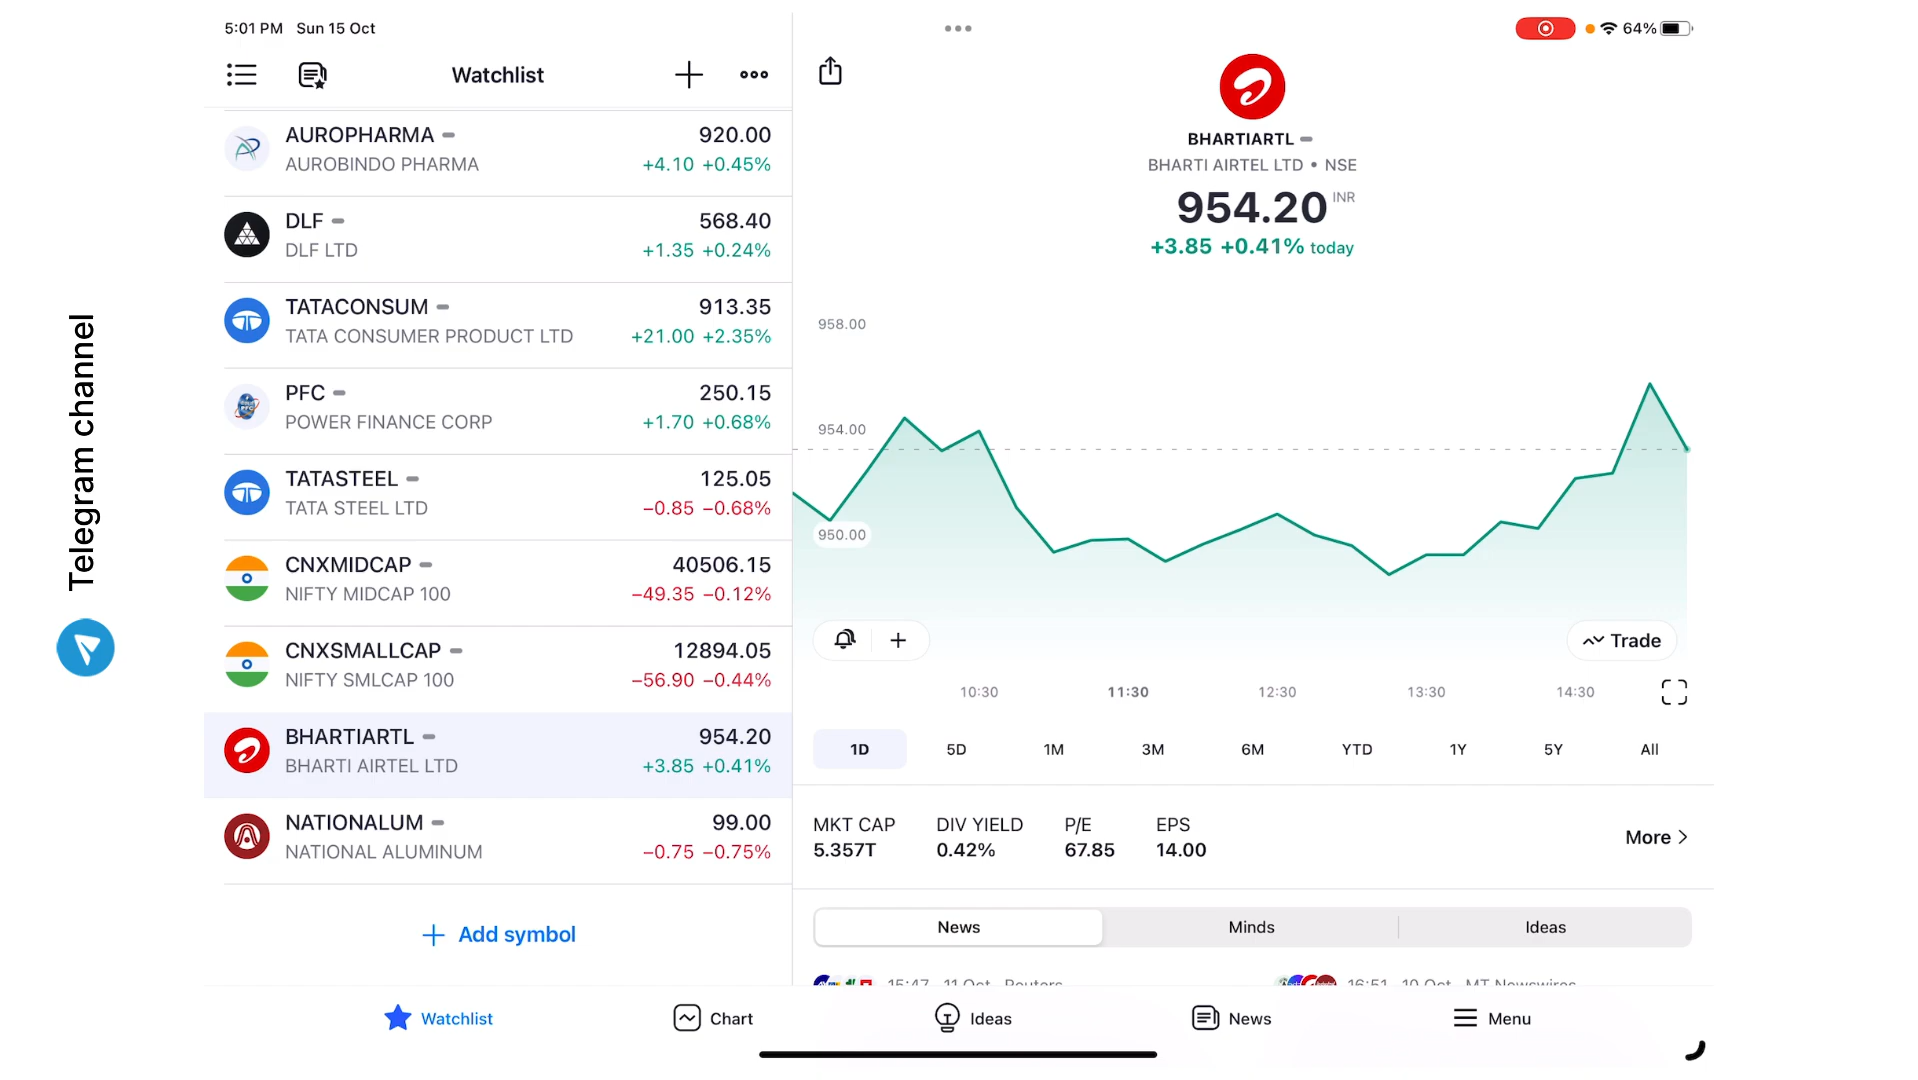 Telegram channel
5:01 PM Sun 15 Oct
64%
Watchlist
AUROPHARMA
920.00
AUROBINDO PHARMA
+4.10 +0.45%
DLF
568.40
DLF LTD
+1.35 +0.24%
TATACONSUM
913.35
TATA CONSUMER PRODUCT LTD
+21.00 +2.35%
PFC
250.15
POWER FINANCE CORP
+1.70 +0.68%
TATASTEEL
125.05
TATA STEEL LTD
−0.85 −0.68%
CNXMIDCAP
40506.15
NIFTY MIDCAP 100
−49.35 −0.12%
CNXSMALLCAP
12894.05
NIFTY SMLCAP 100
−56.90 −0.44%
BHARTIARTL
954.20
BHARTI AIRTEL LTD
+3.85 +0.41%
NATIONALUM
99.00
NATIONAL ALUMINUM
−0.75 −0.75%
+ Add symbol
BHARTIARTL
BHARTI AIRTEL LTD • NSE
954.20 INR
+3.85 +0.41% today
958.00
954.00
950.00
Trade
10:30 11:30 12:30 13:30 14:30
1D 5D 1M 3M 6M YTD 1Y 5Y All
MKT CAP DIV YIELD P/E EPS
5.357T 0.42% 67.85 14.00
More
News Minds Ideas
15:47 11 Oct Reuters
16:51 10 Oct MT Newswires
Watchlist Chart Ideas News Menu